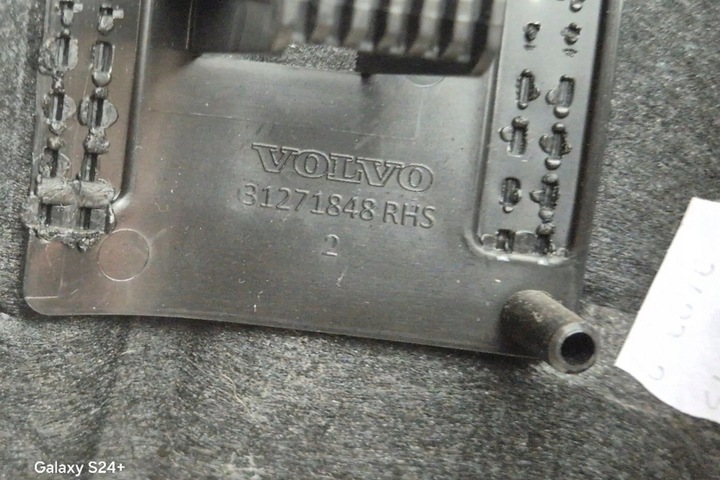 VOLVO
31271848 RHS
2
Galaxy S24+